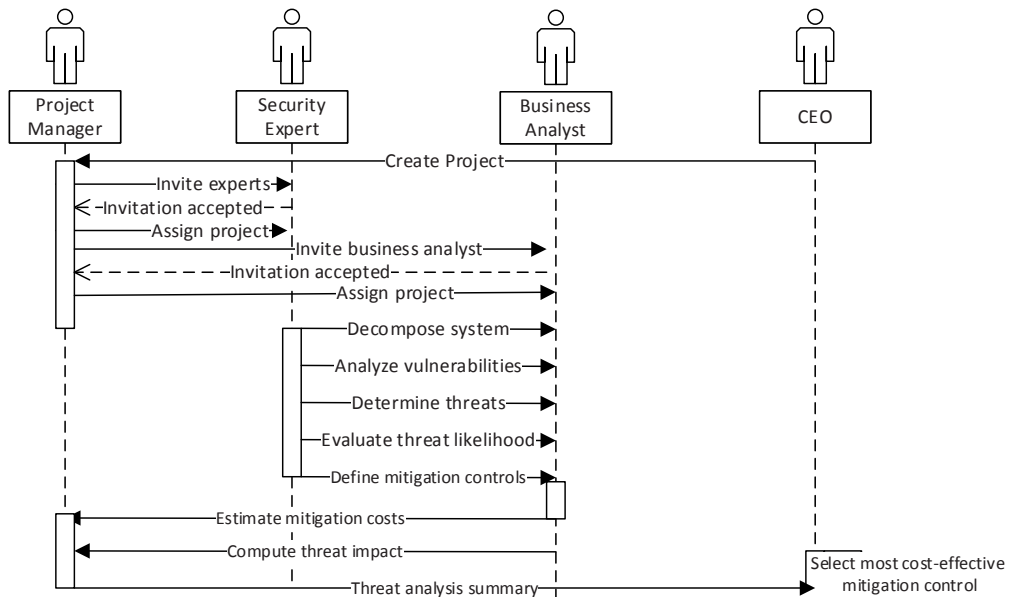 Project
Manager
Security
Expert
Business
Analyst
CEO
Create Project
Invite experts
Invitation accepted
Assign project
Invite business analyst
Invitation accepted
Assign project
Decompose system
Analyze vulnerabilities
Determine threats
Evaluate threat likelihood
Define mitigation controls
Estimate mitigation costs
Compute threat impact
Select most cost-effective
mitigation control
Threat analysis summary